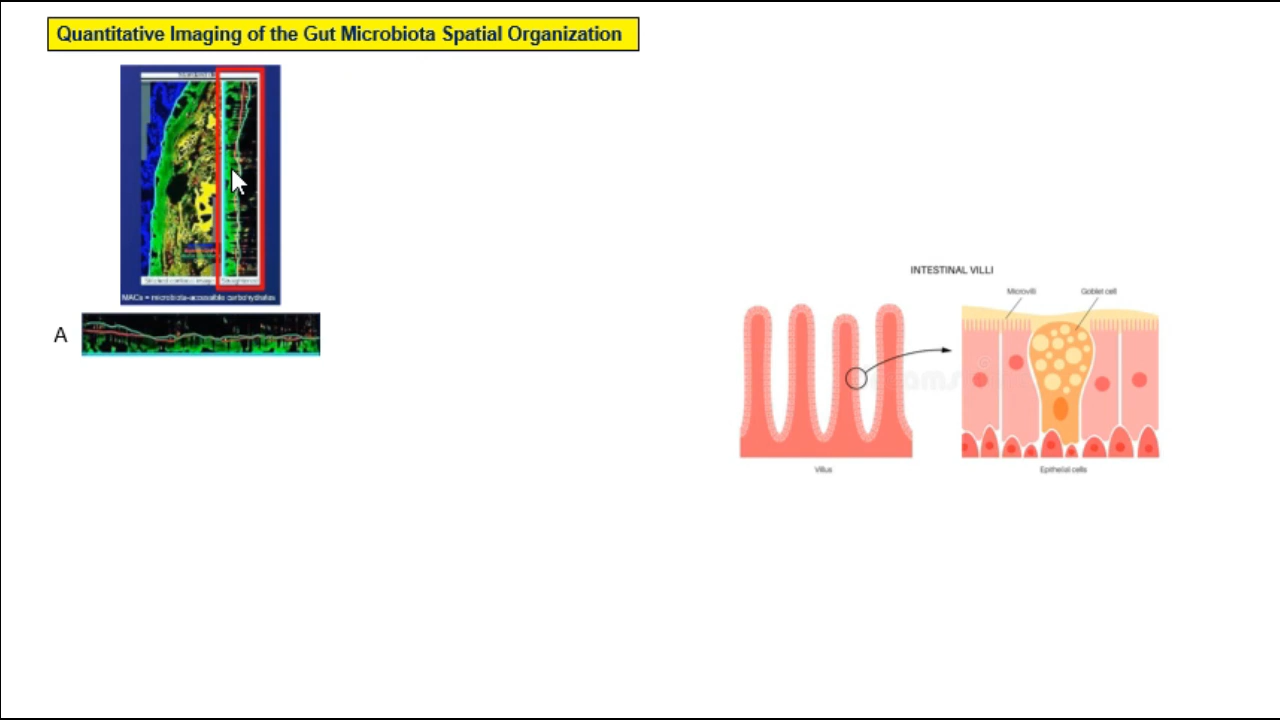 Quantitative Imaging of the Gut Microbiota Spatial Organization
MACs = microbiota-accessible carbohydrates
A
INTESTINAL VILLI
Microvilli
Goblet cell
Villus
Epithelial cells